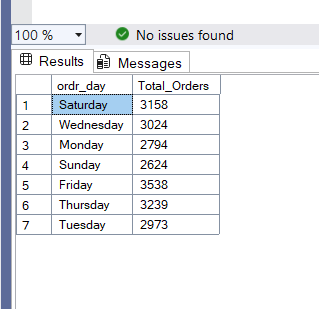 100 %
No issues found
Results Messages
ordr_day Total_Orders
1 Saturday 3158
2 Wednesday 3024
3 Monday 2794
4 Sunday 2624
5 Friday 3538
6 Thursday 3239
7 Tuesday 2973